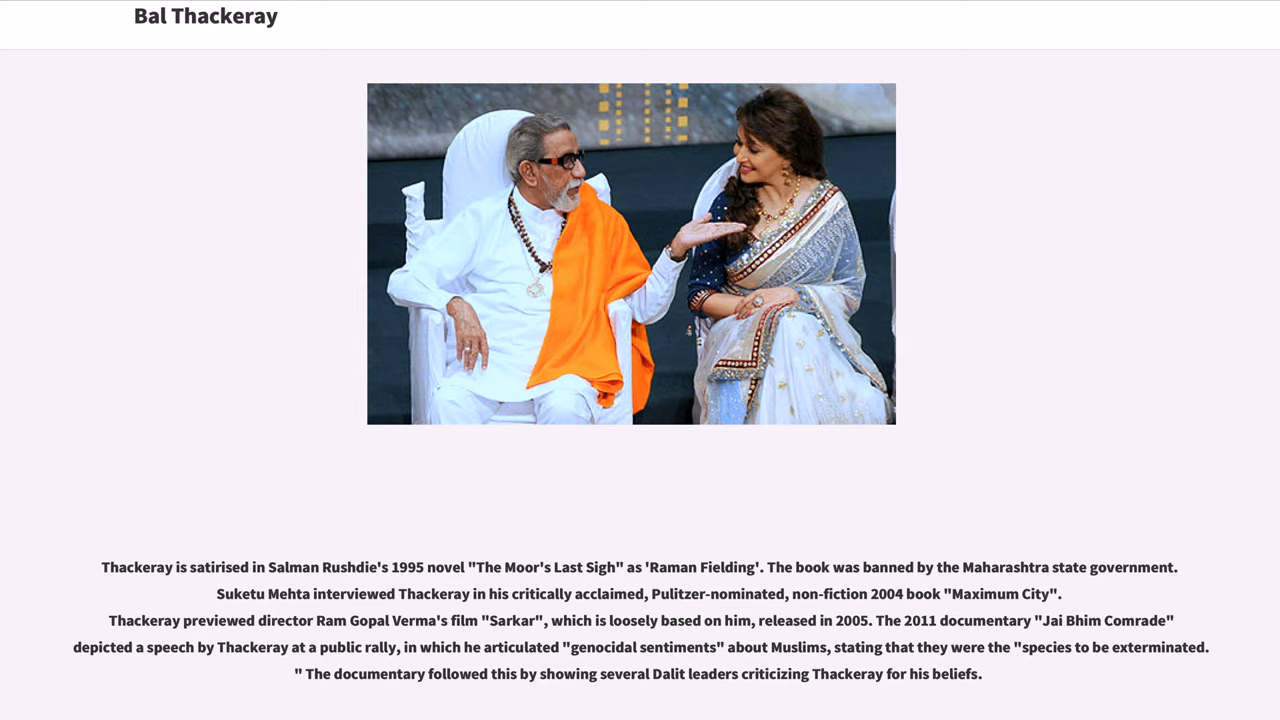 Bal Thackeray
Thackeray is satirised in Salman Rushdie's 1995 novel "The Moor's Last Sigh" as 'Raman Fielding'. The book was banned by the Maharashtra state government.
Suketu Mehta interviewed Thackeray in his critically acclaimed, Pulitzer-nominated, non-fiction 2004 book "Maximum City".
Thackeray previewed director Ram Gopal Verma's film "Sarkar", which is loosely based on him, released in 2005. The 2011 documentary "Jai Bhim Comrade"
depicted a speech by Thackeray at a public rally, in which he articulated "genocidal sentiments" about Muslims, stating that they were the "species to be exterminated.
" The documentary followed this by showing several Dalit leaders criticizing Thackeray for his beliefs.